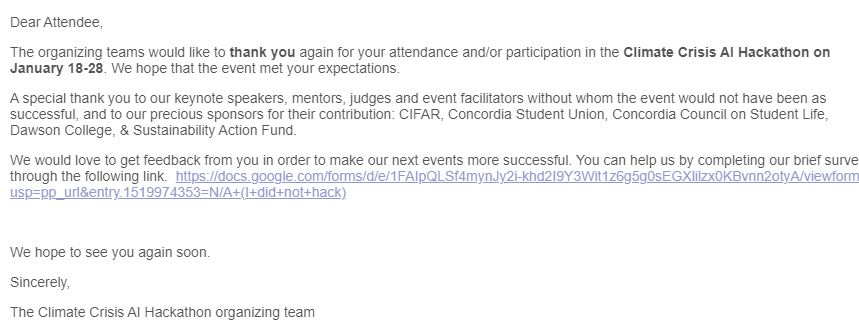 Dear Attendee,
The organizing teams would like to thank you again for your attendance and/or participation in the Climate Crisis AI Hackathon on
January 18-28. We hope that the event met your expectations.
A special thank you to our keynote speakers, mentors, judges and event facilitators without whom the event would not have been as
successful, and to our precious sponsors for their contribution: CIFAR, Concordia Student Union, Concordia Council on Student Life,
Dawson College, & Sustainability Action Fund.
We would love to get feedback from you in order to make our next events more successful. You can help us by completing our brief surve
through the following link. https://docs.google.com/forms/d/e/1FAIpQLSf4mynJy2i-khd2I9Y3Wit1z6g5g0sEGXlilzx0KBvnn2otyA/viewform
usp=pp_url&entry.1519974353=N/A+(I+did+not+hack)
We hope to see you again soon.
Sincerely,
The Climate Crisis AI Hackathon organizing team